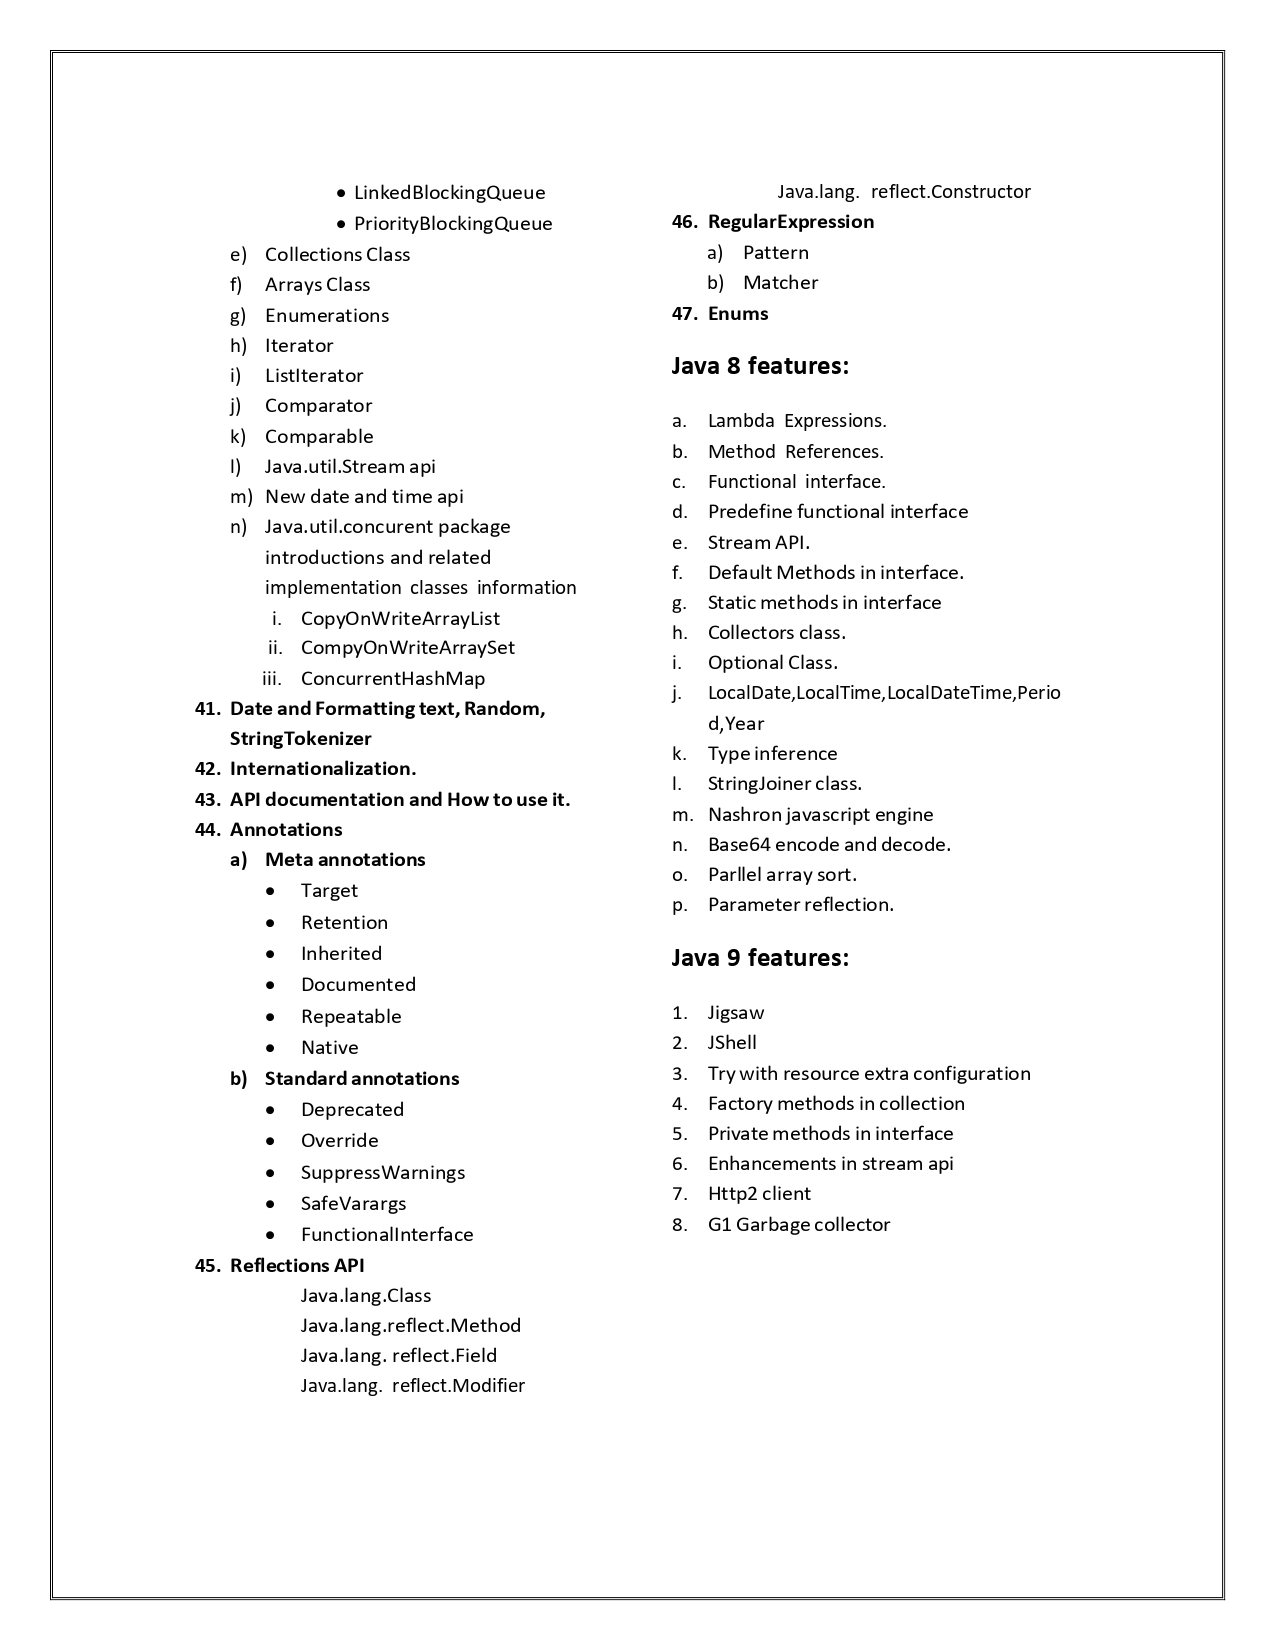 • LinkedBlockingQueue
• PriorityBlockingQueue
e) Collections Class
f) Arrays Class
g) Enumerations
h) Iterator
i) ListIterator
j) Comparator
k) Comparable
l) Java.util.Stream api
m) New date and time api
n) Java.util.concurent package
introductions and related
implementation classes information
i. CopyOnWriteArrayList
ii. CompyOnWriteArraySet
iii. ConcurrentHashMap
41. Date and Formatting text, Random,
StringTokenizer
42. Internationalization.
43. API documentation and How to use it.
44. Annotations
a) Meta annotations
• Target
• Retention
• Inherited
• Documented
• Repeatable
• Native
b) Standard annotations
• Deprecated
• Override
• SuppressWarnings
• SafeVarargs
• FunctionalInterface
45. Reflections API
Java.lang.Class
Java.lang.reflect.Method
Java.lang. reflect.Field
Java.lang. reflect.Modifier
Java.lang. reflect.Constructor
46. RegularExpression
a) Pattern
b) Matcher
47. Enums
Java 8 features:
a. Lambda Expressions.
b. Method References.
c. Functional interface.
d. Predefine functional interface
e. Stream API.
f. Default Methods in interface.
g. Static methods in interface
h. Collectors class.
i. Optional Class.
j. LocalDate,LocalTime,LocalDateTime,Perio
d,Year
k. Type inference
l. StringJoiner class.
m. Nashron javascript engine
n. Base64 encode and decode.
o. Parllel array sort.
p. Parameter reflection.
Java 9 features:
1. Jigsaw
2. JShell
3. Try with resource extra configuration
4. Factory methods in collection
5. Private methods in interface
6. Enhancements in stream api
7. Http2 client
8. G1 Garbage collector